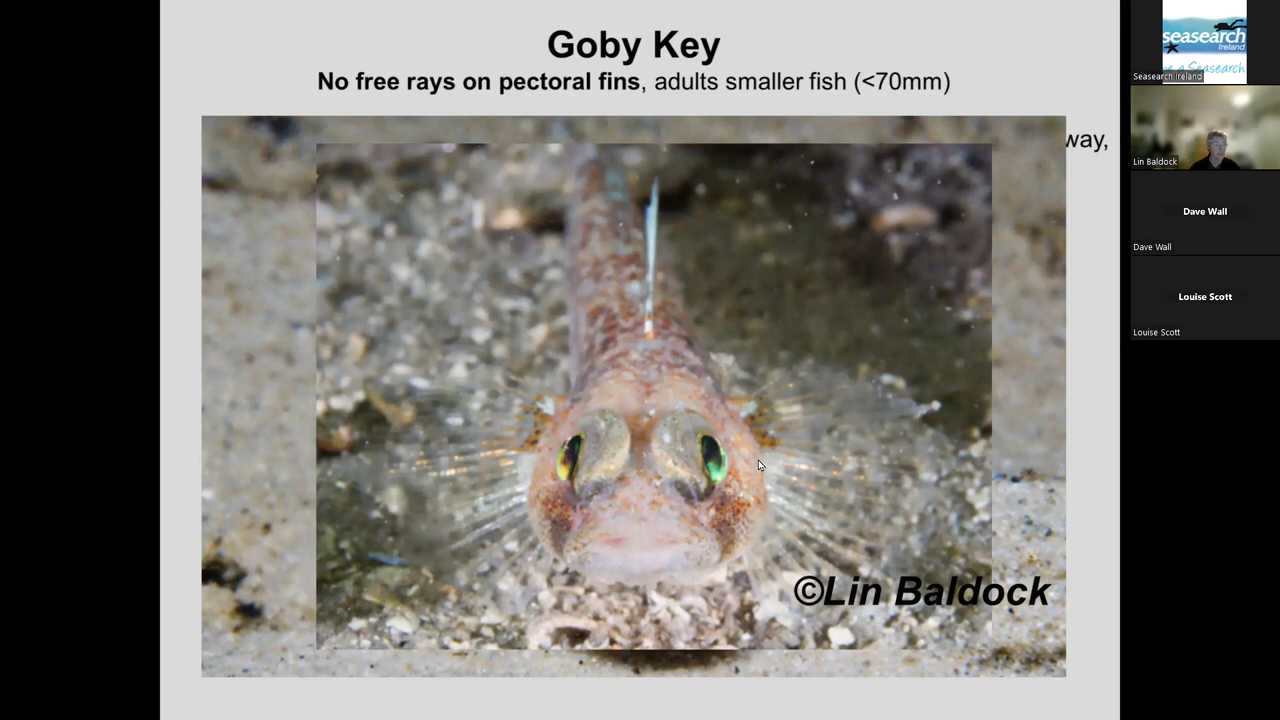 Goby Key
No free rays on pectoral fins, adults smaller fish (<70mm)
way,
©Lin Baldock
seasearch
Ireland
e a Seasearch
Seasearch Ireland
Lin Baldock
Dave Wall
Dave Wall
Louise Scott
Louise Scott